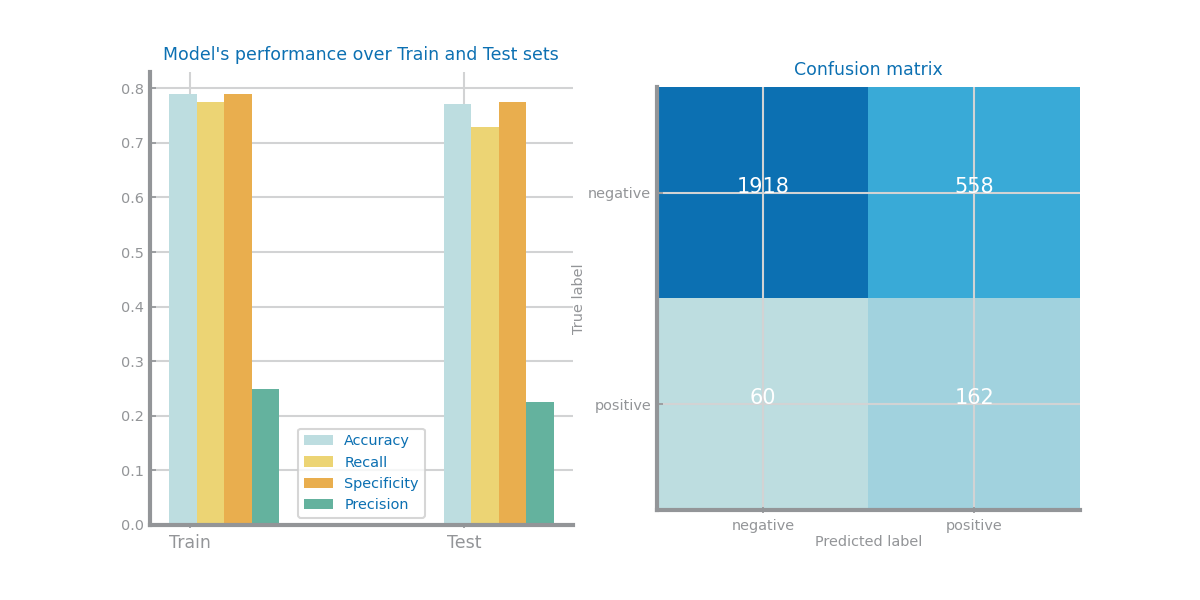 Model's performance over Train and Test sets
0.8
0.7
0.6
0.5
0.4
0.3
0.2
0.1
0.0
Train
Test
Accuracy
Recall
Specificity
Precision
Confusion matrix
True label
negative
positive
1918
558
60
162
negative
positive
Predicted label